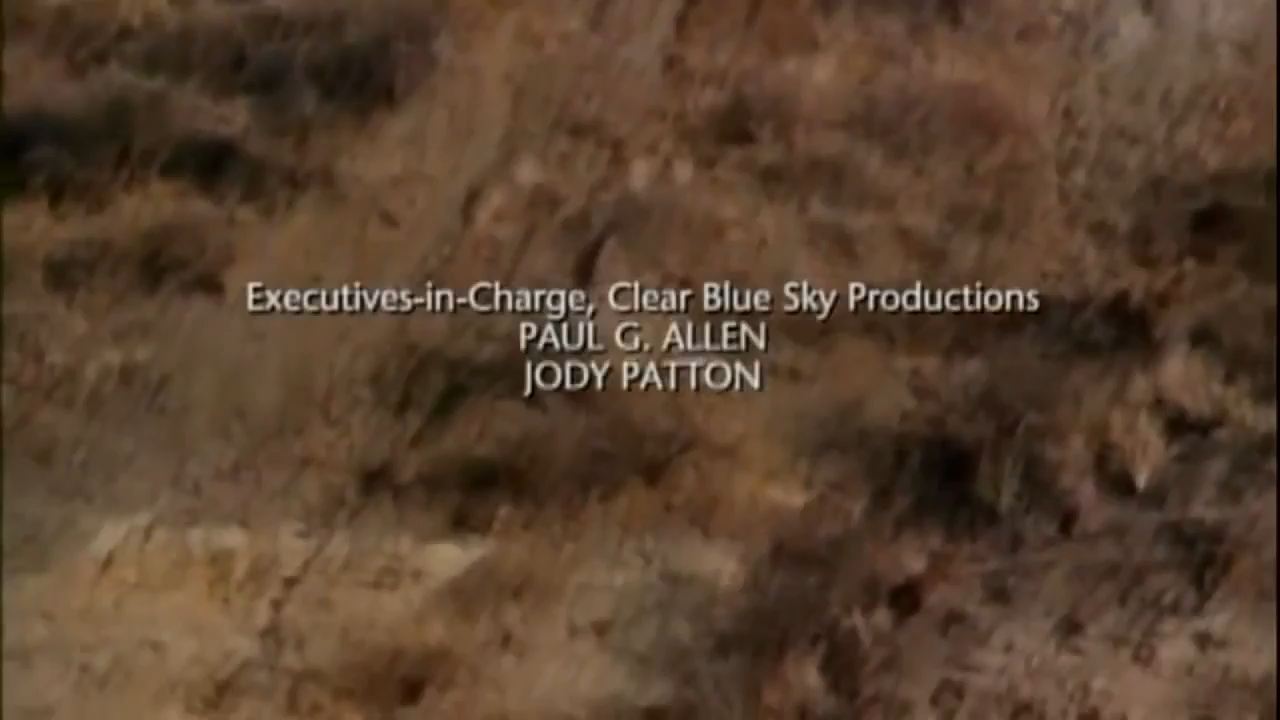 Executives-in-Charge, Clear Blue Sky Productions
PAUL G. ALLEN
JODY PATTON